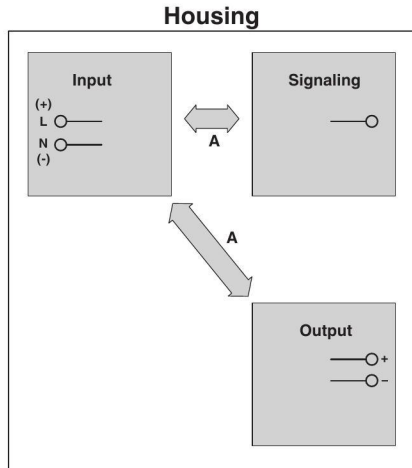 Housing
Input
Signaling
(+)
L
N
(-)
A
A
Output
+
–